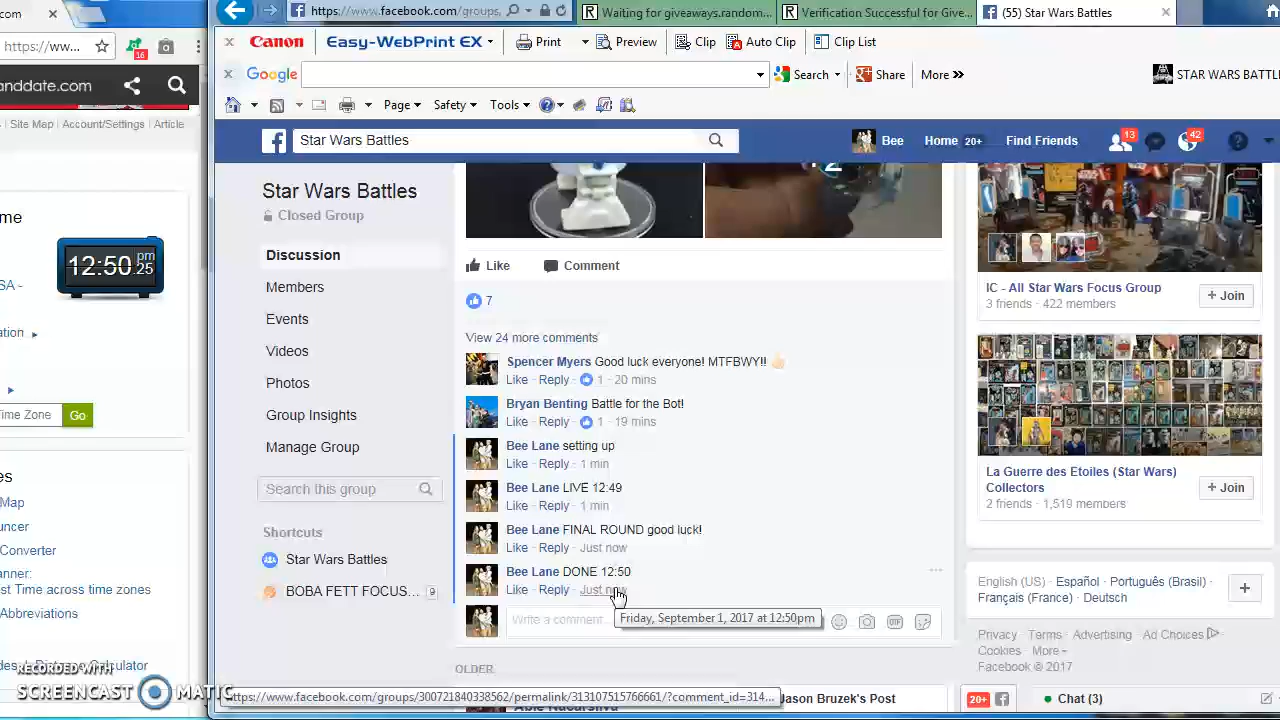 https://ww...
16
anddate.com
Site Map | Account/Settings | Article
me
12:50 pm .25
SA -
ation
Time Zone Go
es
Map
uncer
Converter
anner:
est Time across time zones
Abbreviations
RECORDED WITH
SCREENCAST MATIC
https://www.facebook.com/groups,
Waiting for giveaways.random...
Verification Successful for Give...
(55) Star Wars Battles
Canon Easy-WebPrint EX Print Preview Clip Auto Clip Clip List
Google Search Share More »
STAR WARS BATTL
Page Safety Tools
Star Wars Battles
Bee Home 20+ Find Friends 13 42
Star Wars Battles
Closed Group
Discussion
Members
Events
Videos
Photos
Group Insights
Manage Group
Search this group
Shortcuts
Star Wars Battles
BOBA FETT FOCUS... 9
Like Comment
7
View 24 more comments
Spencer Myers Good luck everyone! MTFBWY!!
Like · Reply · 1 · 20 mins
Bryan Benting Battle for the Bot!
Like · Reply · 1 · 19 mins
Bee Lane setting up
Like · Reply · 1 min
Bee Lane LIVE 12:49
Like · Reply · 1 min
Bee Lane FINAL ROUND good luck!
Like · Reply · Just now
Bee Lane DONE 12:50
Like · Reply · Just now
Friday, September 1, 2017 at 12:50pm
Write a comment...
OLDER
Jason Bruzek's Post
https://www.facebook.com/groups/300721840338562/permalink/313107515766661/?comment_id=314...
IC - All Star Wars Focus Group
3 friends · 422 members
+ Join
La Guerre des Etoiles (Star Wars)
Collectors
2 friends · 1,519 members
+ Join
English (US) · Español · Português (Brasil) ·
Français (France) · Deutsch
Privacy · Terms · Advertising · Ad Choices
Cookies · More
Facebook © 2017
20+ Chat (3)